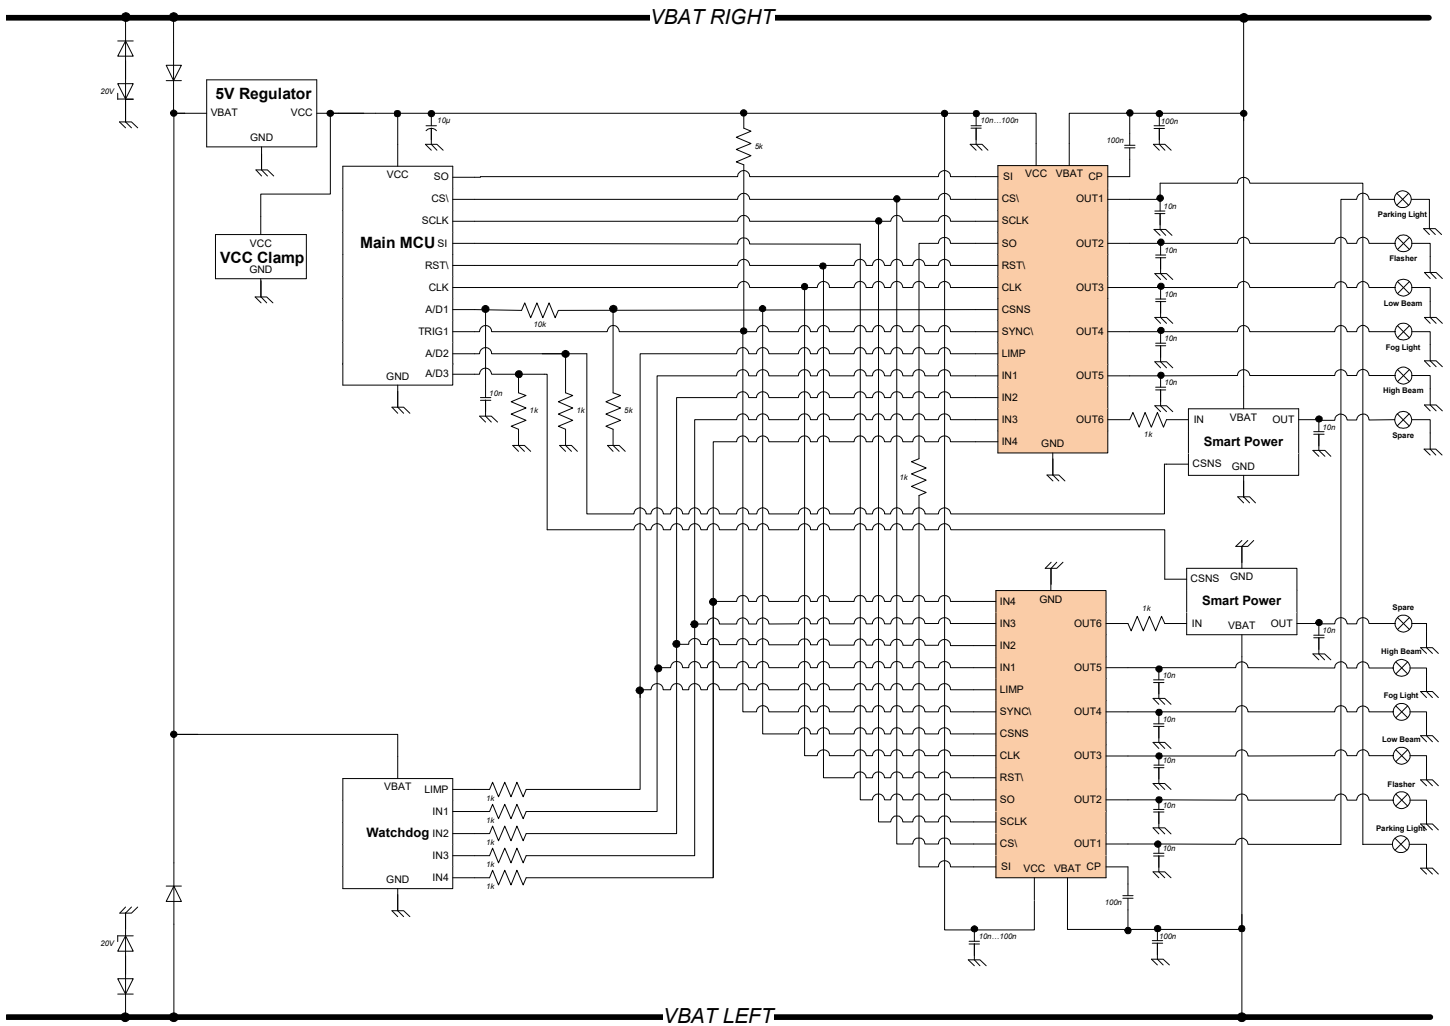 VBAT RIGHT
20V
5V Regulator
VBAT VCC
GND
10µ
5k
10n...100n
100n
100n
VCC
GND
VCC Clamp
VCC
SO
CS\
SCLK
Main MCU
SI
RST\
CLK
A/D1
TRIG1
A/D2
A/D3
GND
10k
10n
1k
1k
5k
SI VCC VBAT CP
CS\ OUT1
SCLK
SO OUT2
RST\
CLK OUT3
CSNS
SYNC\ OUT4
LIMP
IN1 OUT5
IN2
IN3 OUT6
IN4 GND
10n
10n
10n
10n
10n
1k
Parking Light
Flasher
Low Beam
Fog Light
High Beam
Spare
IN VBAT OUT
Smart Power
CSNS GND
10n
1k
CSNS GND
Smart Power
VBAT
IN OUT
10n
1k
GND
IN4
IN3 OUT6
IN2
IN1 OUT5
LIMP
SYNC\ OUT4
CSNS
CLK OUT3
RST\
SO OUT2
SCLK
CS\ OUT1
SI VCC VBAT CP
10n
10n
10n
10n
10n
Spare
High Beam
Fog Light
Low Beam
Flasher
Parking Light
VBAT LIMP
IN1
Watchdog IN2
IN3
GND IN4
1k
1k
1k
1k
1k
100n
10n...100n
100n
20V
VBAT LEFT